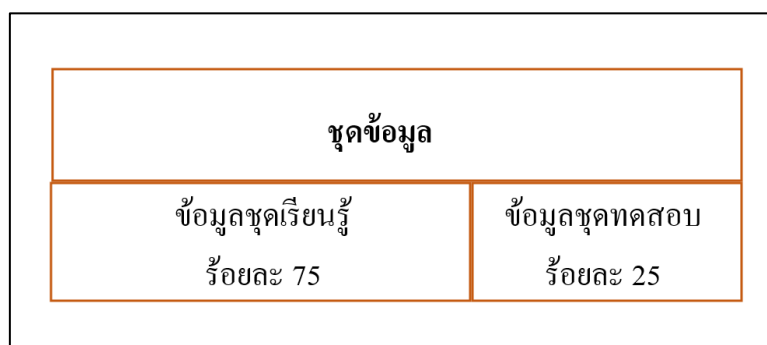 ชุดข้อมูล
ข้อมูลชุดเรียนรู้
ร้อยละ 75
ข้อมูลชุดทดสอบ
ร้อยละ 25